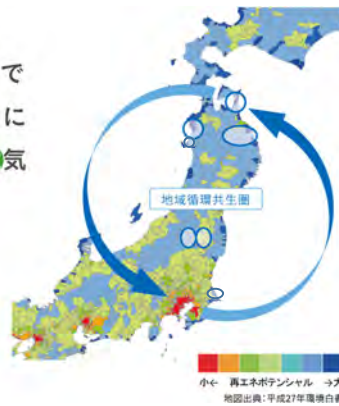 で
に
気
地域循環共生圏
小← 再エネポテンシャル →大
地図出典:平成27年環境白書